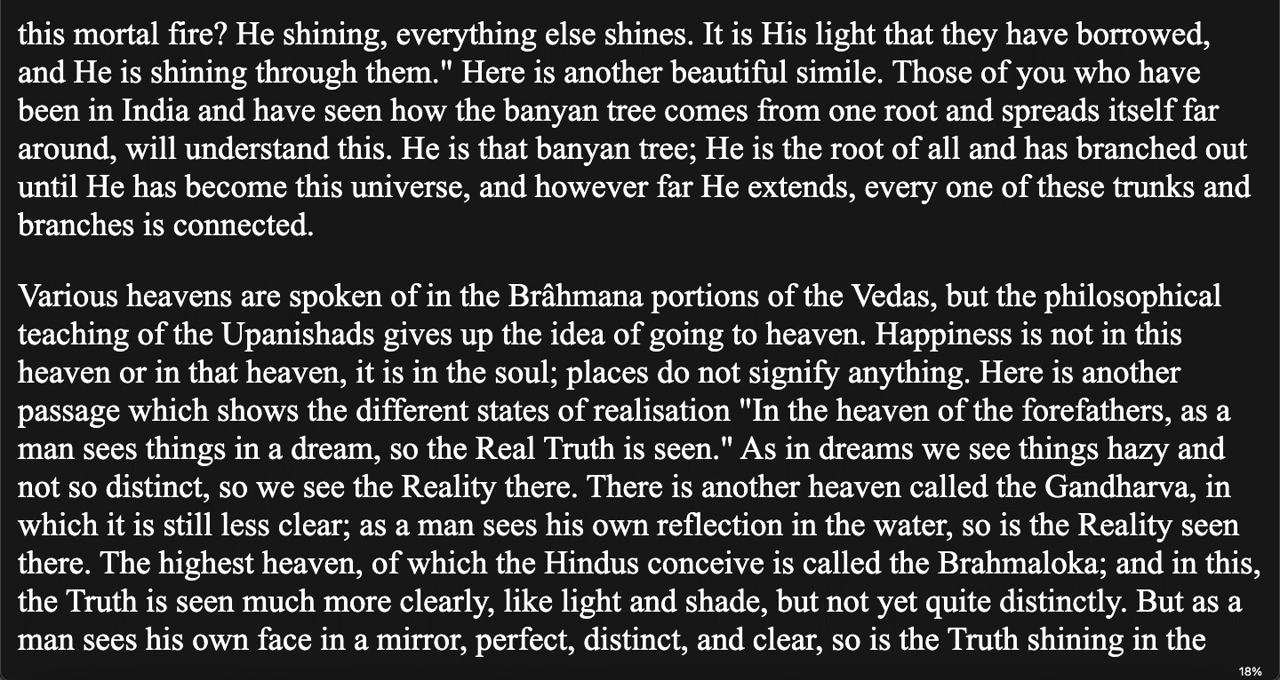 this mortal fire? He shining, everything else shines. It is His light that they have borrowed,
and He is shining through them." Here is another beautiful simile. Those of you who have
been in India and have seen how the banyan tree comes from one root and spreads itself far
around, will understand this. He is that banyan tree; He is the root of all and has branched out
until He has become this universe, and however far He extends, every one of these trunks and
branches is connected.
Various heavens are spoken of in the Brâhmana portions of the Vedas, but the philosophical
teaching of the Upanishads gives up the idea of going to heaven. Happiness is not in this
heaven or in that heaven, it is in the soul; places do not signify anything. Here is another
passage which shows the different states of realisation "In the heaven of the forefathers, as a
man sees things in a dream, so the Real Truth is seen." As in dreams we see things hazy and
not so distinct, so we see the Reality there. There is another heaven called the Gandharva, in
which it is still less clear; as a man sees his own reflection in the water, so is the Reality seen
there. The highest heaven, of which the Hindus conceive is called the Brahmaloka; and in this,
the Truth is seen much more clearly, like light and shade, but not yet quite distinctly. But as a
man sees his own face in a mirror, perfect, distinct, and clear, so is the Truth shining in the
18%